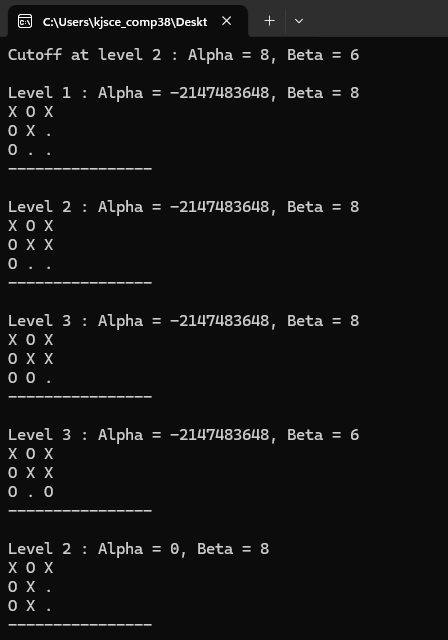 C:\Users\kjsce_comp38\Deskt
Cutoff at level 2 : Alpha = 8, Beta = 6
Level 1 : Alpha = -2147483648, Beta = 8
X O X
O X .
O . .
----------------
Level 2 : Alpha = -2147483648, Beta = 8
X O X
O X X
O . .
----------------
Level 3 : Alpha = -2147483648, Beta = 8
X O X
O X X
O O .
----------------
Level 3 : Alpha = -2147483648, Beta = 6
X O X
O X X
O . O
----------------
Level 2 : Alpha = 0, Beta = 8
X O X
O X .
O X .
----------------